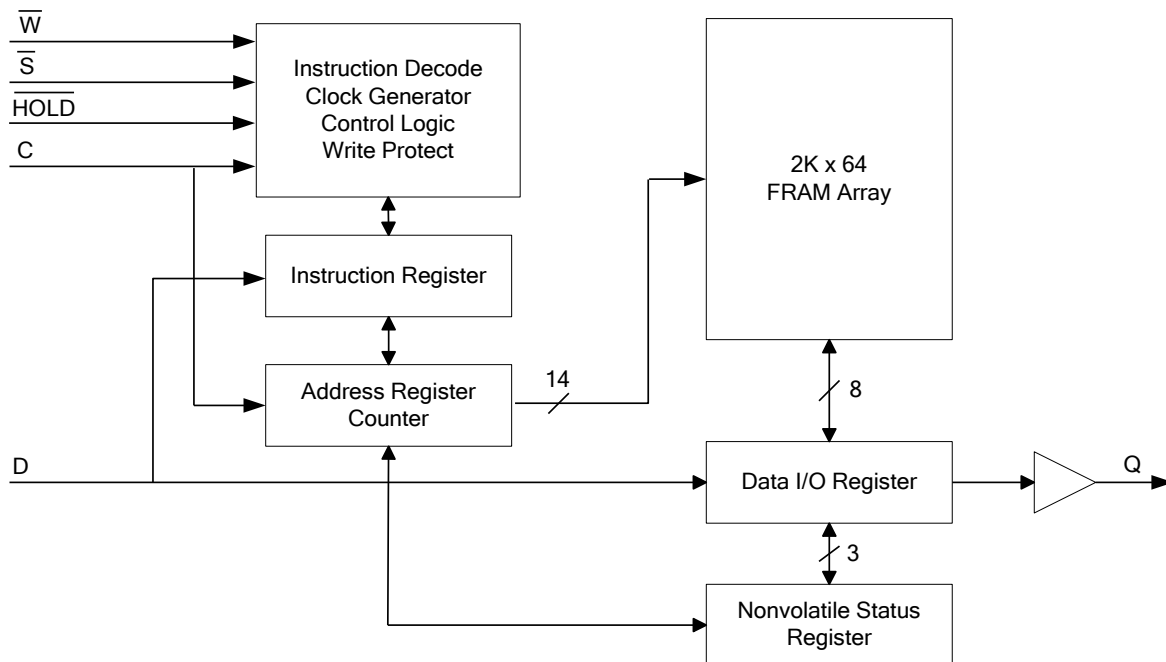 W̅
S̅
H̅O̅L̅D̅
C
Instruction Decode
Clock Generator
Control Logic
Write Protect
2K x 64
FRAM Array
Instruction Register
Address Register
Counter
14
8
D
Data I/O Register
Q
3
Nonvolatile Status
Register